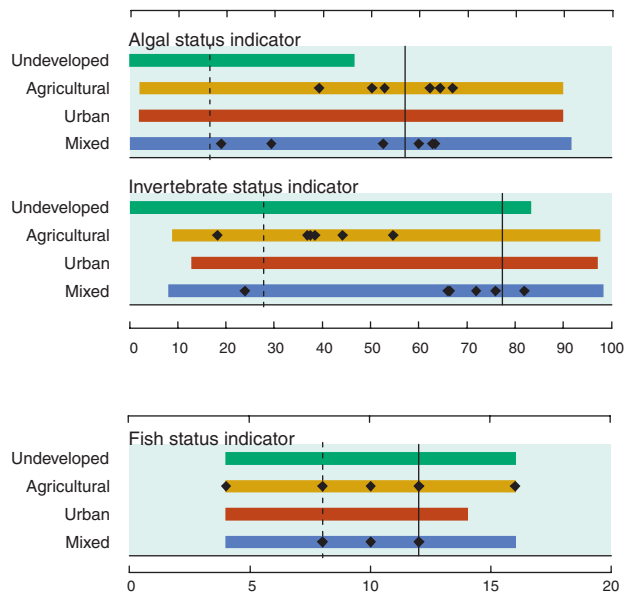 Algal status indicator
Undeveloped
Agricultural
Urban
Mixed
Invertebrate status indicator
Undeveloped
Agricultural
Urban
Mixed
0 10 20 30 40 50 60 70 80 90 100
Fish status indicator
Undeveloped
Agricultural
Urban
Mixed
0 5 10 15 20